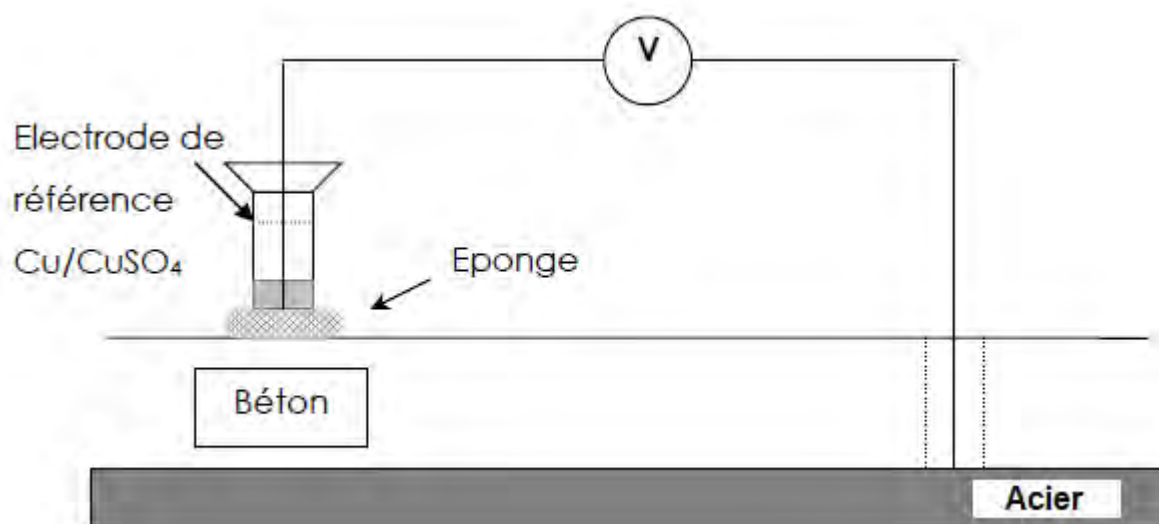 V
Electrode de
référence
Cu/CuSO₄
Eponge
Béton
Acier